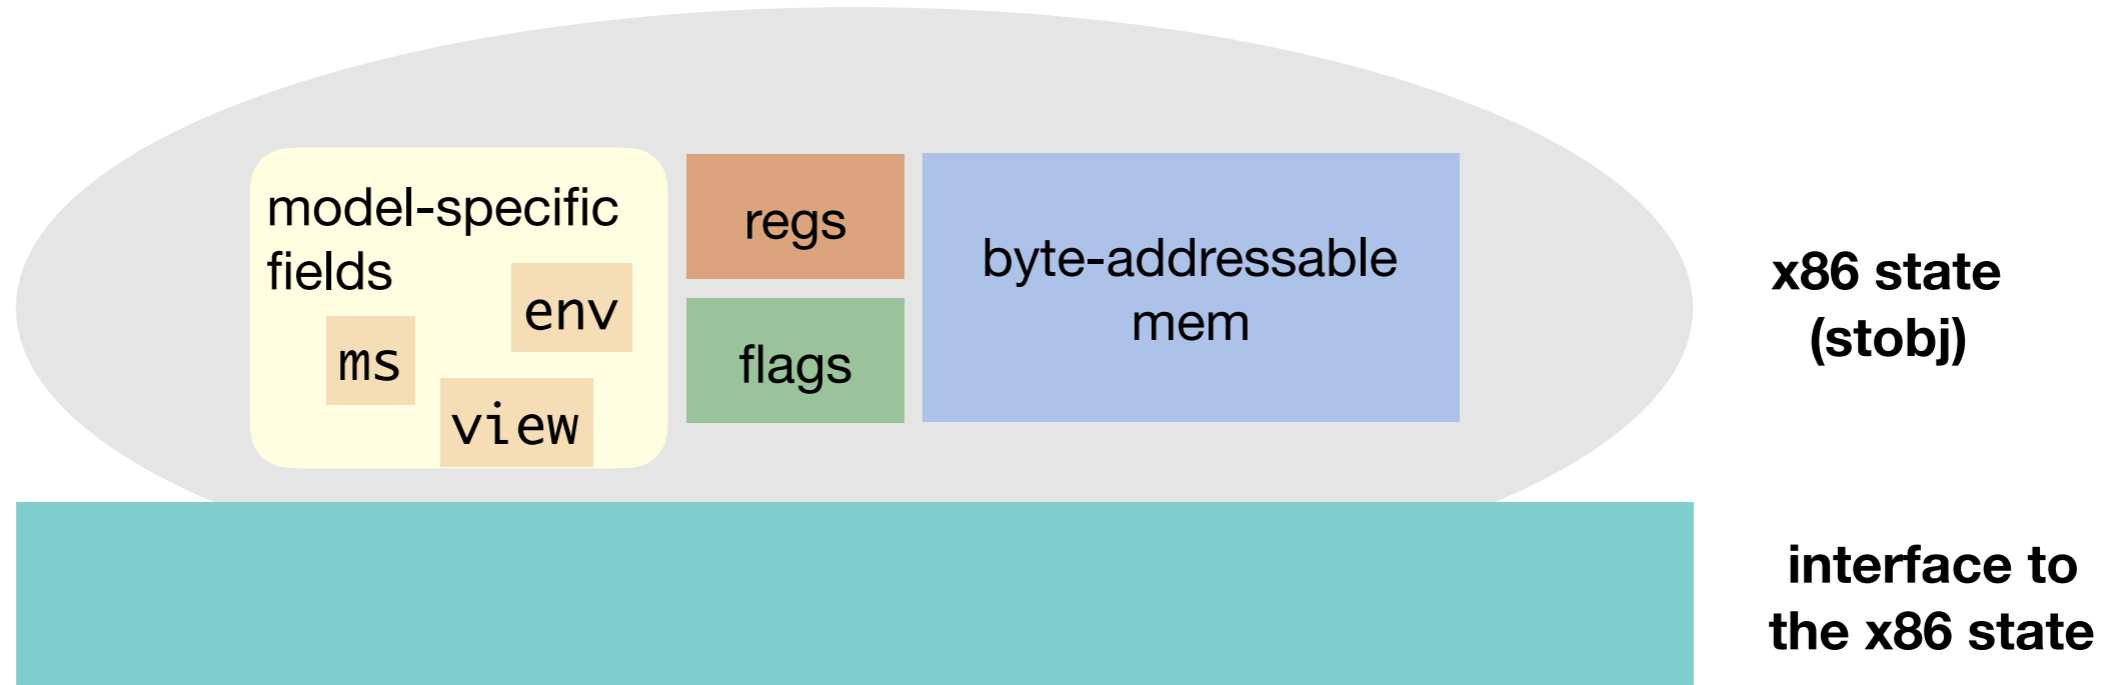 model-specific
fields
env
ms
view
regs
flags
byte-addressable
mem
x86 state
(stobj)
interface to
the x86 state